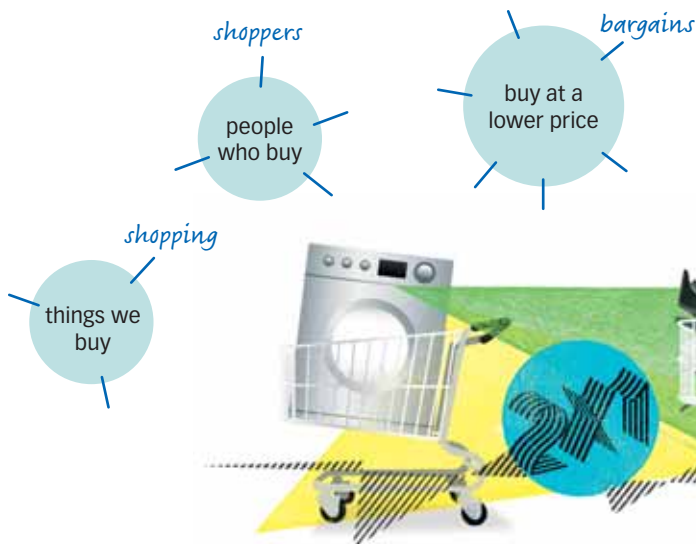 shoppers
bargains
people
who buy
buy at a
lower price
shopping
things we
buy
2X1